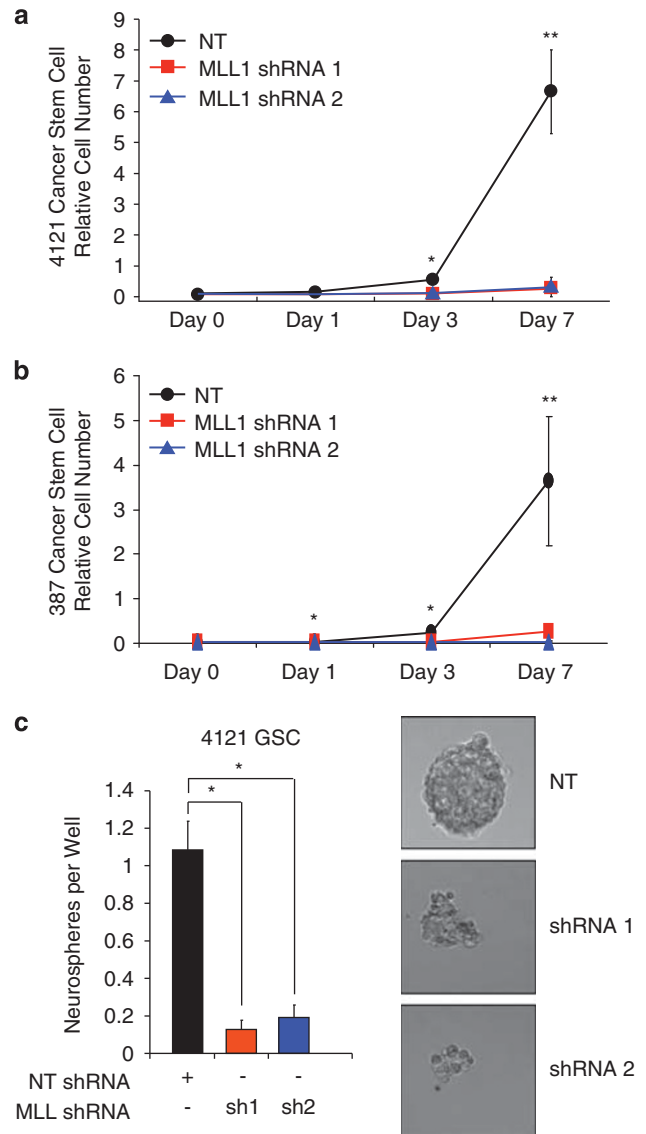 a
4121 Cancer Stem Cell
Relative Cell Number
9
8
7
6
5
4
3
2
1
0
NT
MLL1 shRNA 1
MLL1 shRNA 2
*
**
Day 0 Day 1 Day 3 Day 7
b
387 Cancer Stem Cell
Relative Cell Number
6
5
4
3
2
1
0
NT
MLL1 shRNA 1
MLL1 shRNA 2
*
*
**
Day 0 Day 1 Day 3 Day 7
c
4121 GSC
Neurospheres per Well
1.4
1.2
1
0.8
0.6
0.4
0.2
0
*
*
NT shRNA + - -
MLL shRNA - sh1 sh2
NT
shRNA 1
shRNA 2